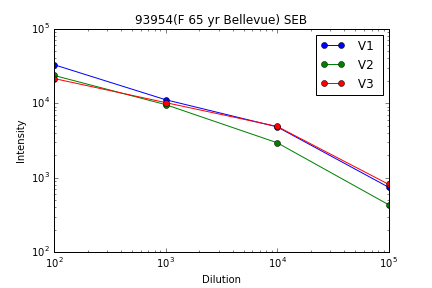 93954(F 65 yr Bellevue) SEB
10^5
V1
V2
V3
10^4
Intensity
10^3
10^2
10^2 10^3 10^4 10^5
Dilution